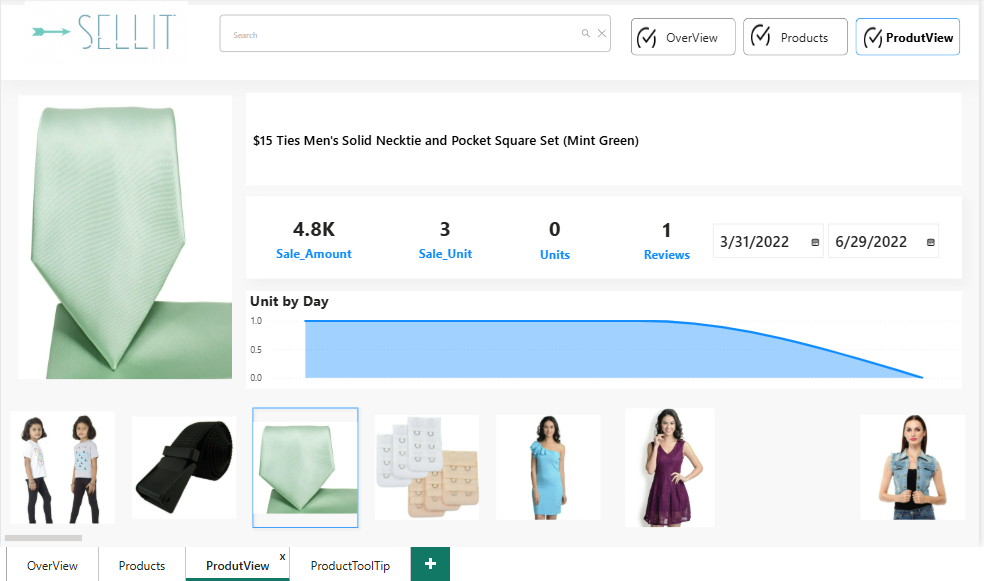 SELLIT
Search
OverView
Products
ProdutView
$15 Ties Men's Solid Necktie and Pocket Square Set (Mint Green)
4.8K 3 0 1
Sale_Amount Sale_Unit Units Reviews
3/31/2022 6/29/2022
Unit by Day
1.0
0.5
0.0
OverView Products ProdutView x ProductToolTip +